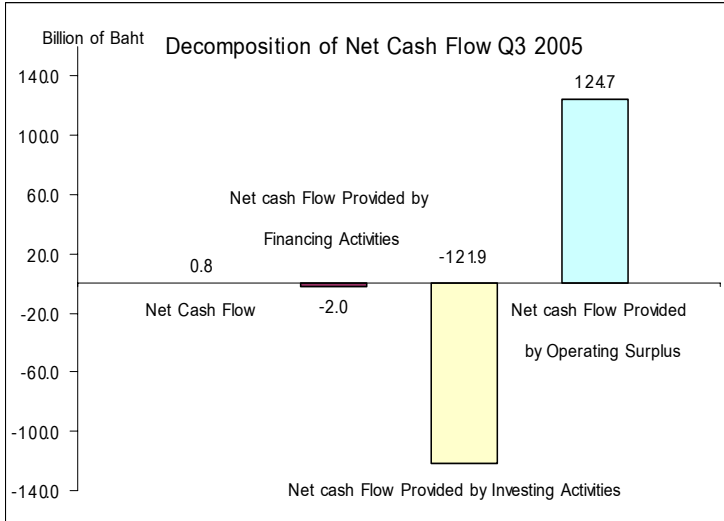 Billion of Baht
Decomposition of Net Cash Flow Q3 2005
140.0
100.0
60.0
20.0
-20.0
-60.0
-100.0
-140.0
124.7
Net cash Flow Provided by
Financing Activities
-121.9
0.8
Net Cash Flow
-2.0
Net cash Flow Provided
by Operating Surplus
Net cash Flow Provided by Investing Activities